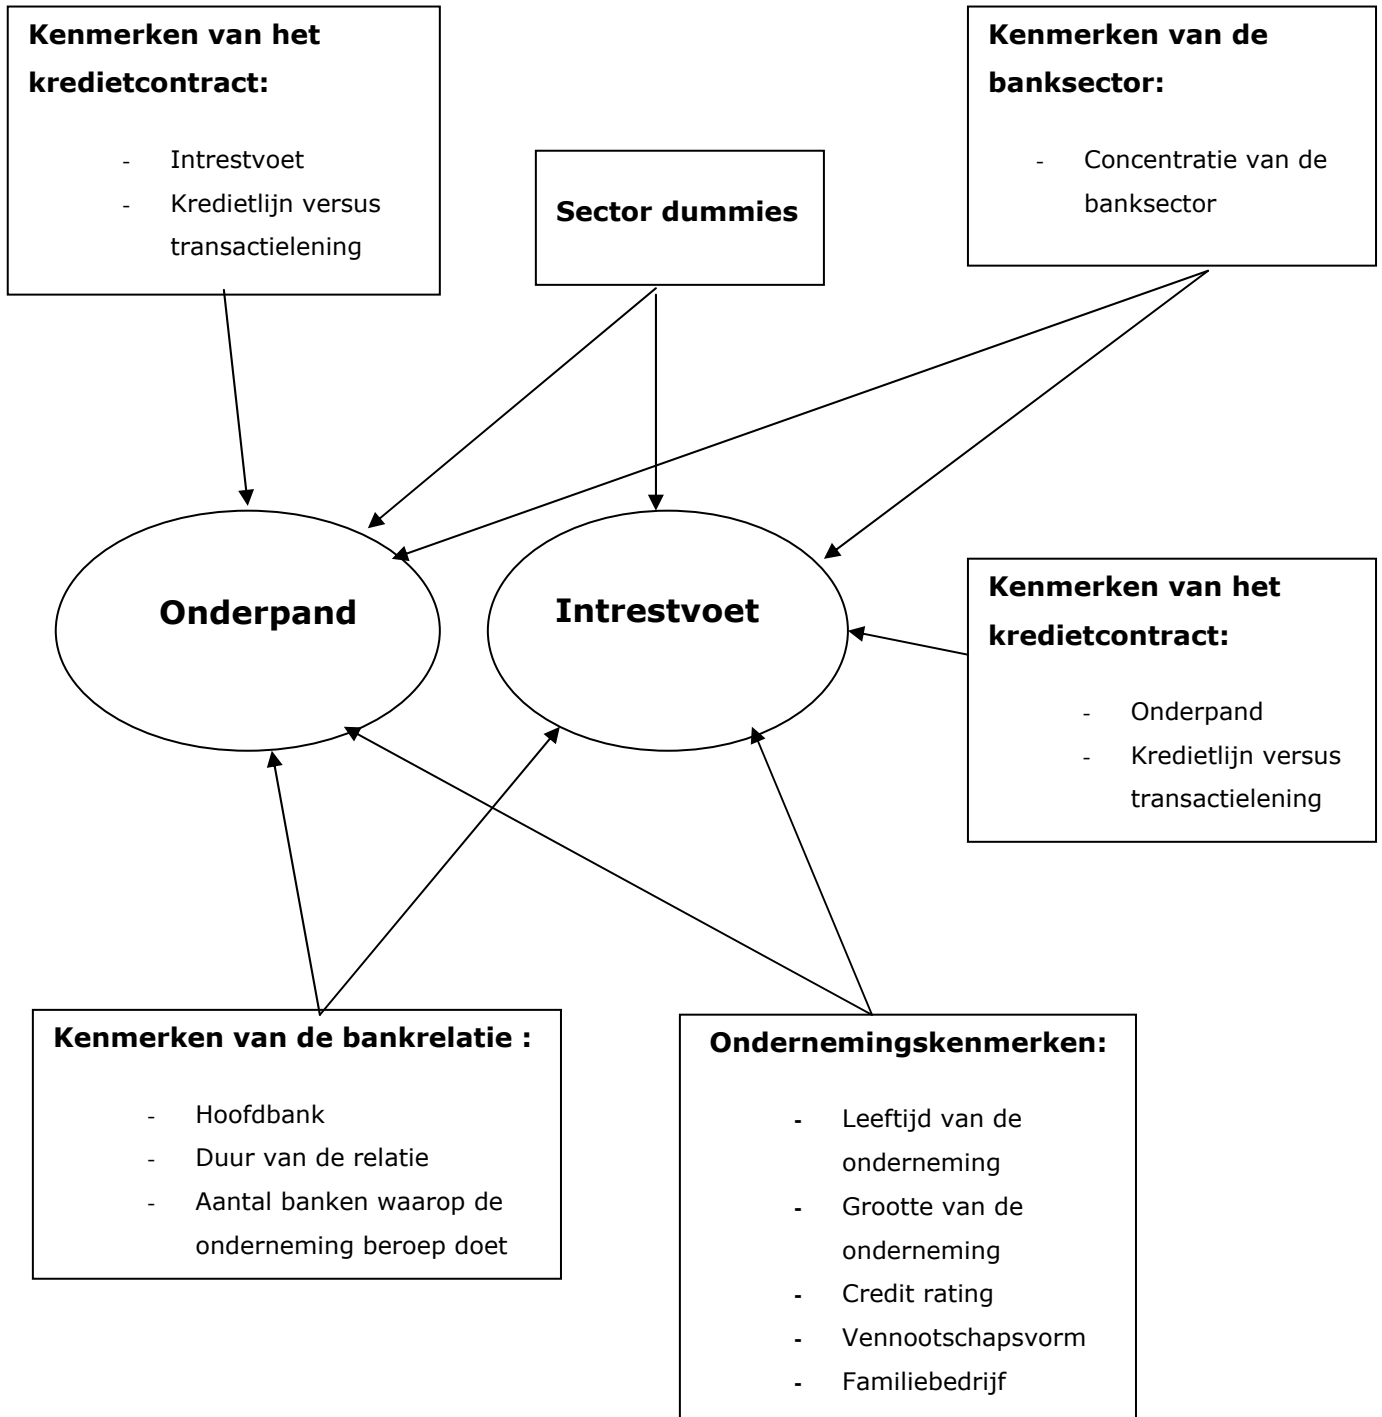 Kenmerken van het
kredietcontract:
- Intrestvoet
- Kredietlijn versus
transactielening
Sector dummies
Kenmerken van de
banksector:
- Concentratie van de
banksector
Onderpand
Intrestvoet
Kenmerken van het
kredietcontract:
- Onderpand
- Kredietlijn versus
transactielening
Kenmerken van de bankrelatie :
- Hoofdbank
- Duur van de relatie
- Aantal banken waarop de
onderneming beroep doet
Ondernemingskenmerken:
- Leeftijd van de
onderneming
- Grootte van de
onderneming
- Credit rating
- Vennootschapsvorm
- Familiebedrijf